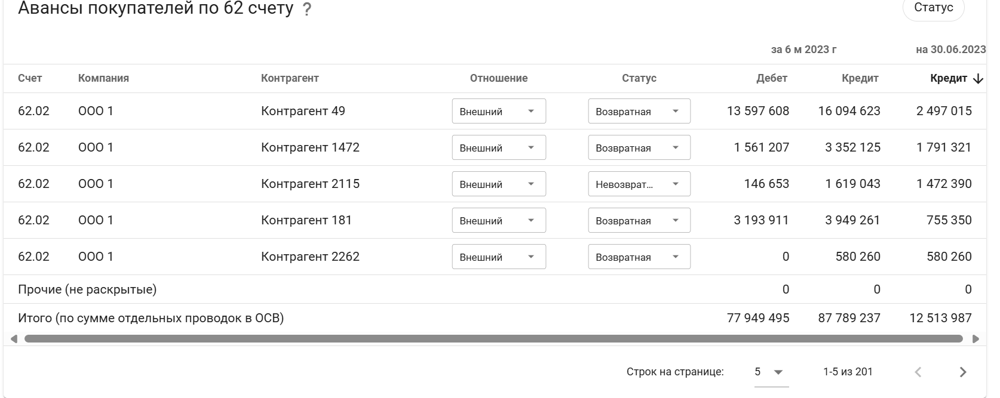 Авансы покупателей по 62 счету ?
Статус
за 6 м 2023 г на 30.06.2023
Счет Компания Контрагент Отношение Статус Дебет Кредит Кредит
62.02 ООО 1 Контрагент 49 Внешний Возвратная 13 597 608 16 094 623 2 497 015
62.02 ООО 1 Контрагент 1472 Внешний Возвратная 1 561 207 3 352 125 1 791 321
62.02 ООО 1 Контрагент 2115 Внешний Невозврат... 146 653 1 619 043 1 472 390
62.02 ООО 1 Контрагент 181 Внешний Возвратная 3 193 911 3 949 261 755 350
62.02 ООО 1 Контрагент 2262 Внешний Возвратная 0 580 260 580 260
Прочие (не раскрытые) 0 0 0
Итого (по сумме отдельных проводок в ОСВ) 77 949 495 87 789 237 12 513 987
Строк на странице: 5 1-5 из 201